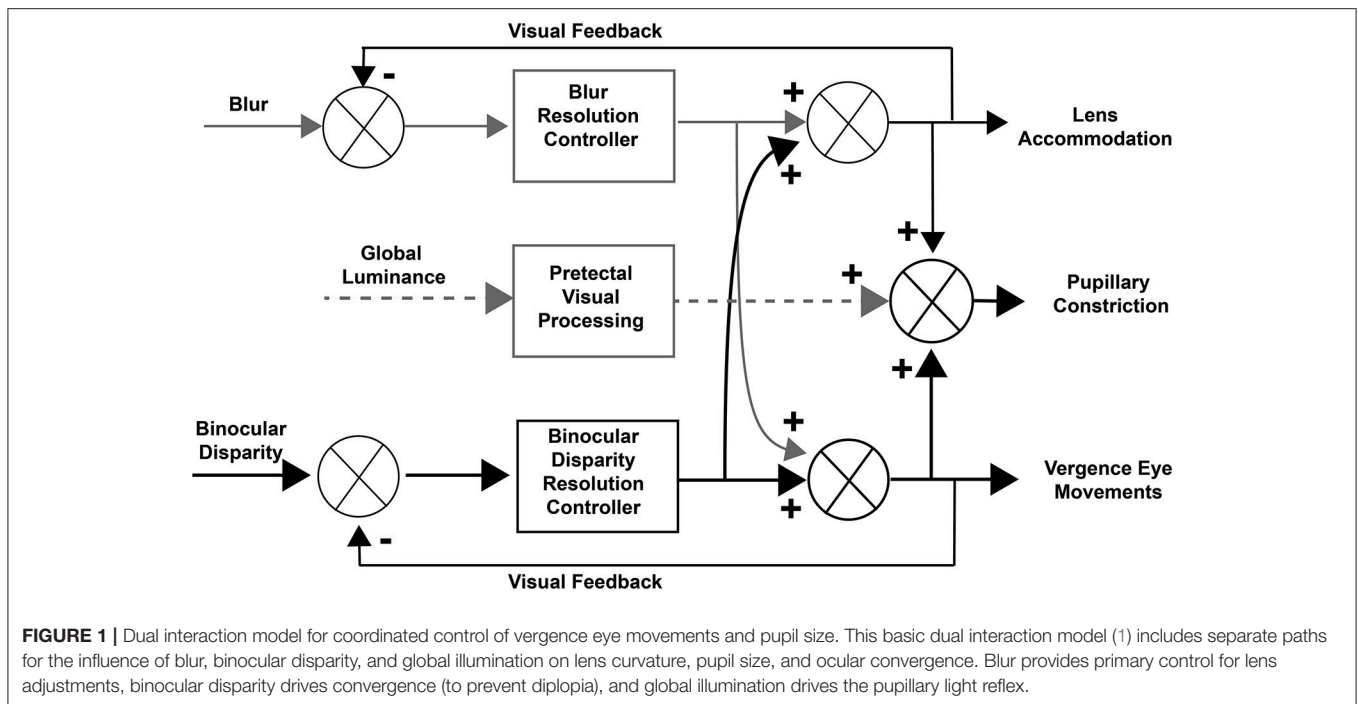 Visual Feedback
-
Blur
Blur
Resolution
Controller
+
+
Lens
Accommodation
+
Global
Luminance
Pretectal
Visual
Processing
+
Pupillary
Constriction
+
Binocular
Disparity
Binocular
Disparity
Resolution
Controller
+
+
Vergence Eye
Movements
-
Visual Feedback
FIGURE 1 | Dual interaction model for coordinated control of vergence eye movements and pupil size. This basic dual interaction model (1) includes separate paths
for the influence of blur, binocular disparity, and global illumination on lens curvature, pupil size, and ocular convergence. Blur provides primary control for lens
adjustments, binocular disparity drives convergence (to prevent diplopia), and global illumination drives the pupillary light reflex.